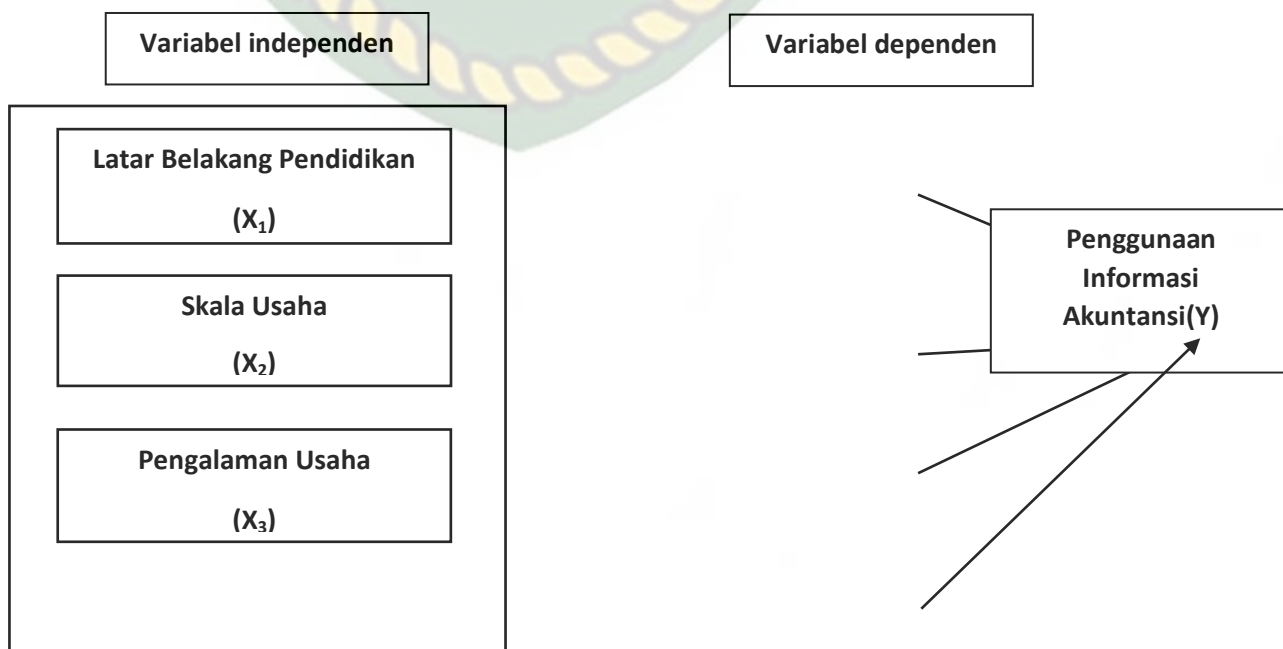 Variabel independen
Variabel dependen
Latar Belakang Pendidikan
(X₁)
Skala Usaha
(X₂)
Pengalaman Usaha
(X₃)
Penggunaan
Informasi
Akuntansi(Y)